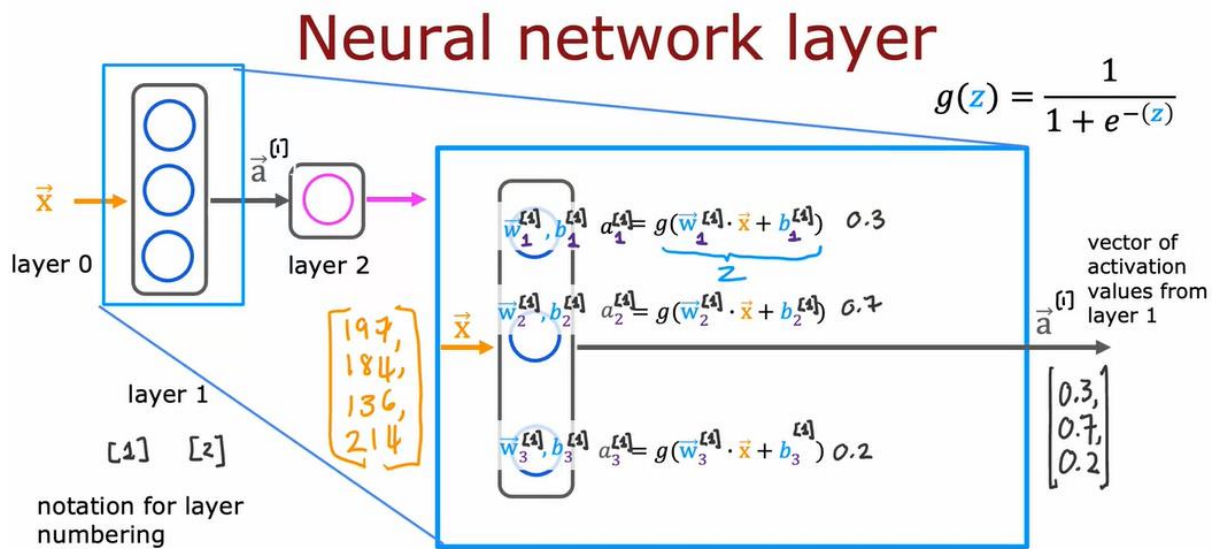 Neural network layer
g(z) = 1 / (1 + e^-(z))
x⃗
a⃗^[1]
layer 0
layer 2
layer 1
[1] [2]
notation for layer
numbering
[197,
184,
136,
214]
x⃗
w⃗₁^[1], b₁^[1] a₁^[1] = g(w⃗₁^[1] · x⃗ + b₁^[1]) 0.3
z
w⃗₂^[1], b₂^[1] a₂^[1] = g(w⃗₂^[1] · x⃗ + b₂^[1]) 0.7
w⃗₃^[1], b₃^[1] a₃^[1] = g(w⃗₃^[1] · x⃗ + b₃^[1]) 0.2
vector of
activation
values from
layer 1
a⃗^[1]
[0.3,
0.7,
0.2]